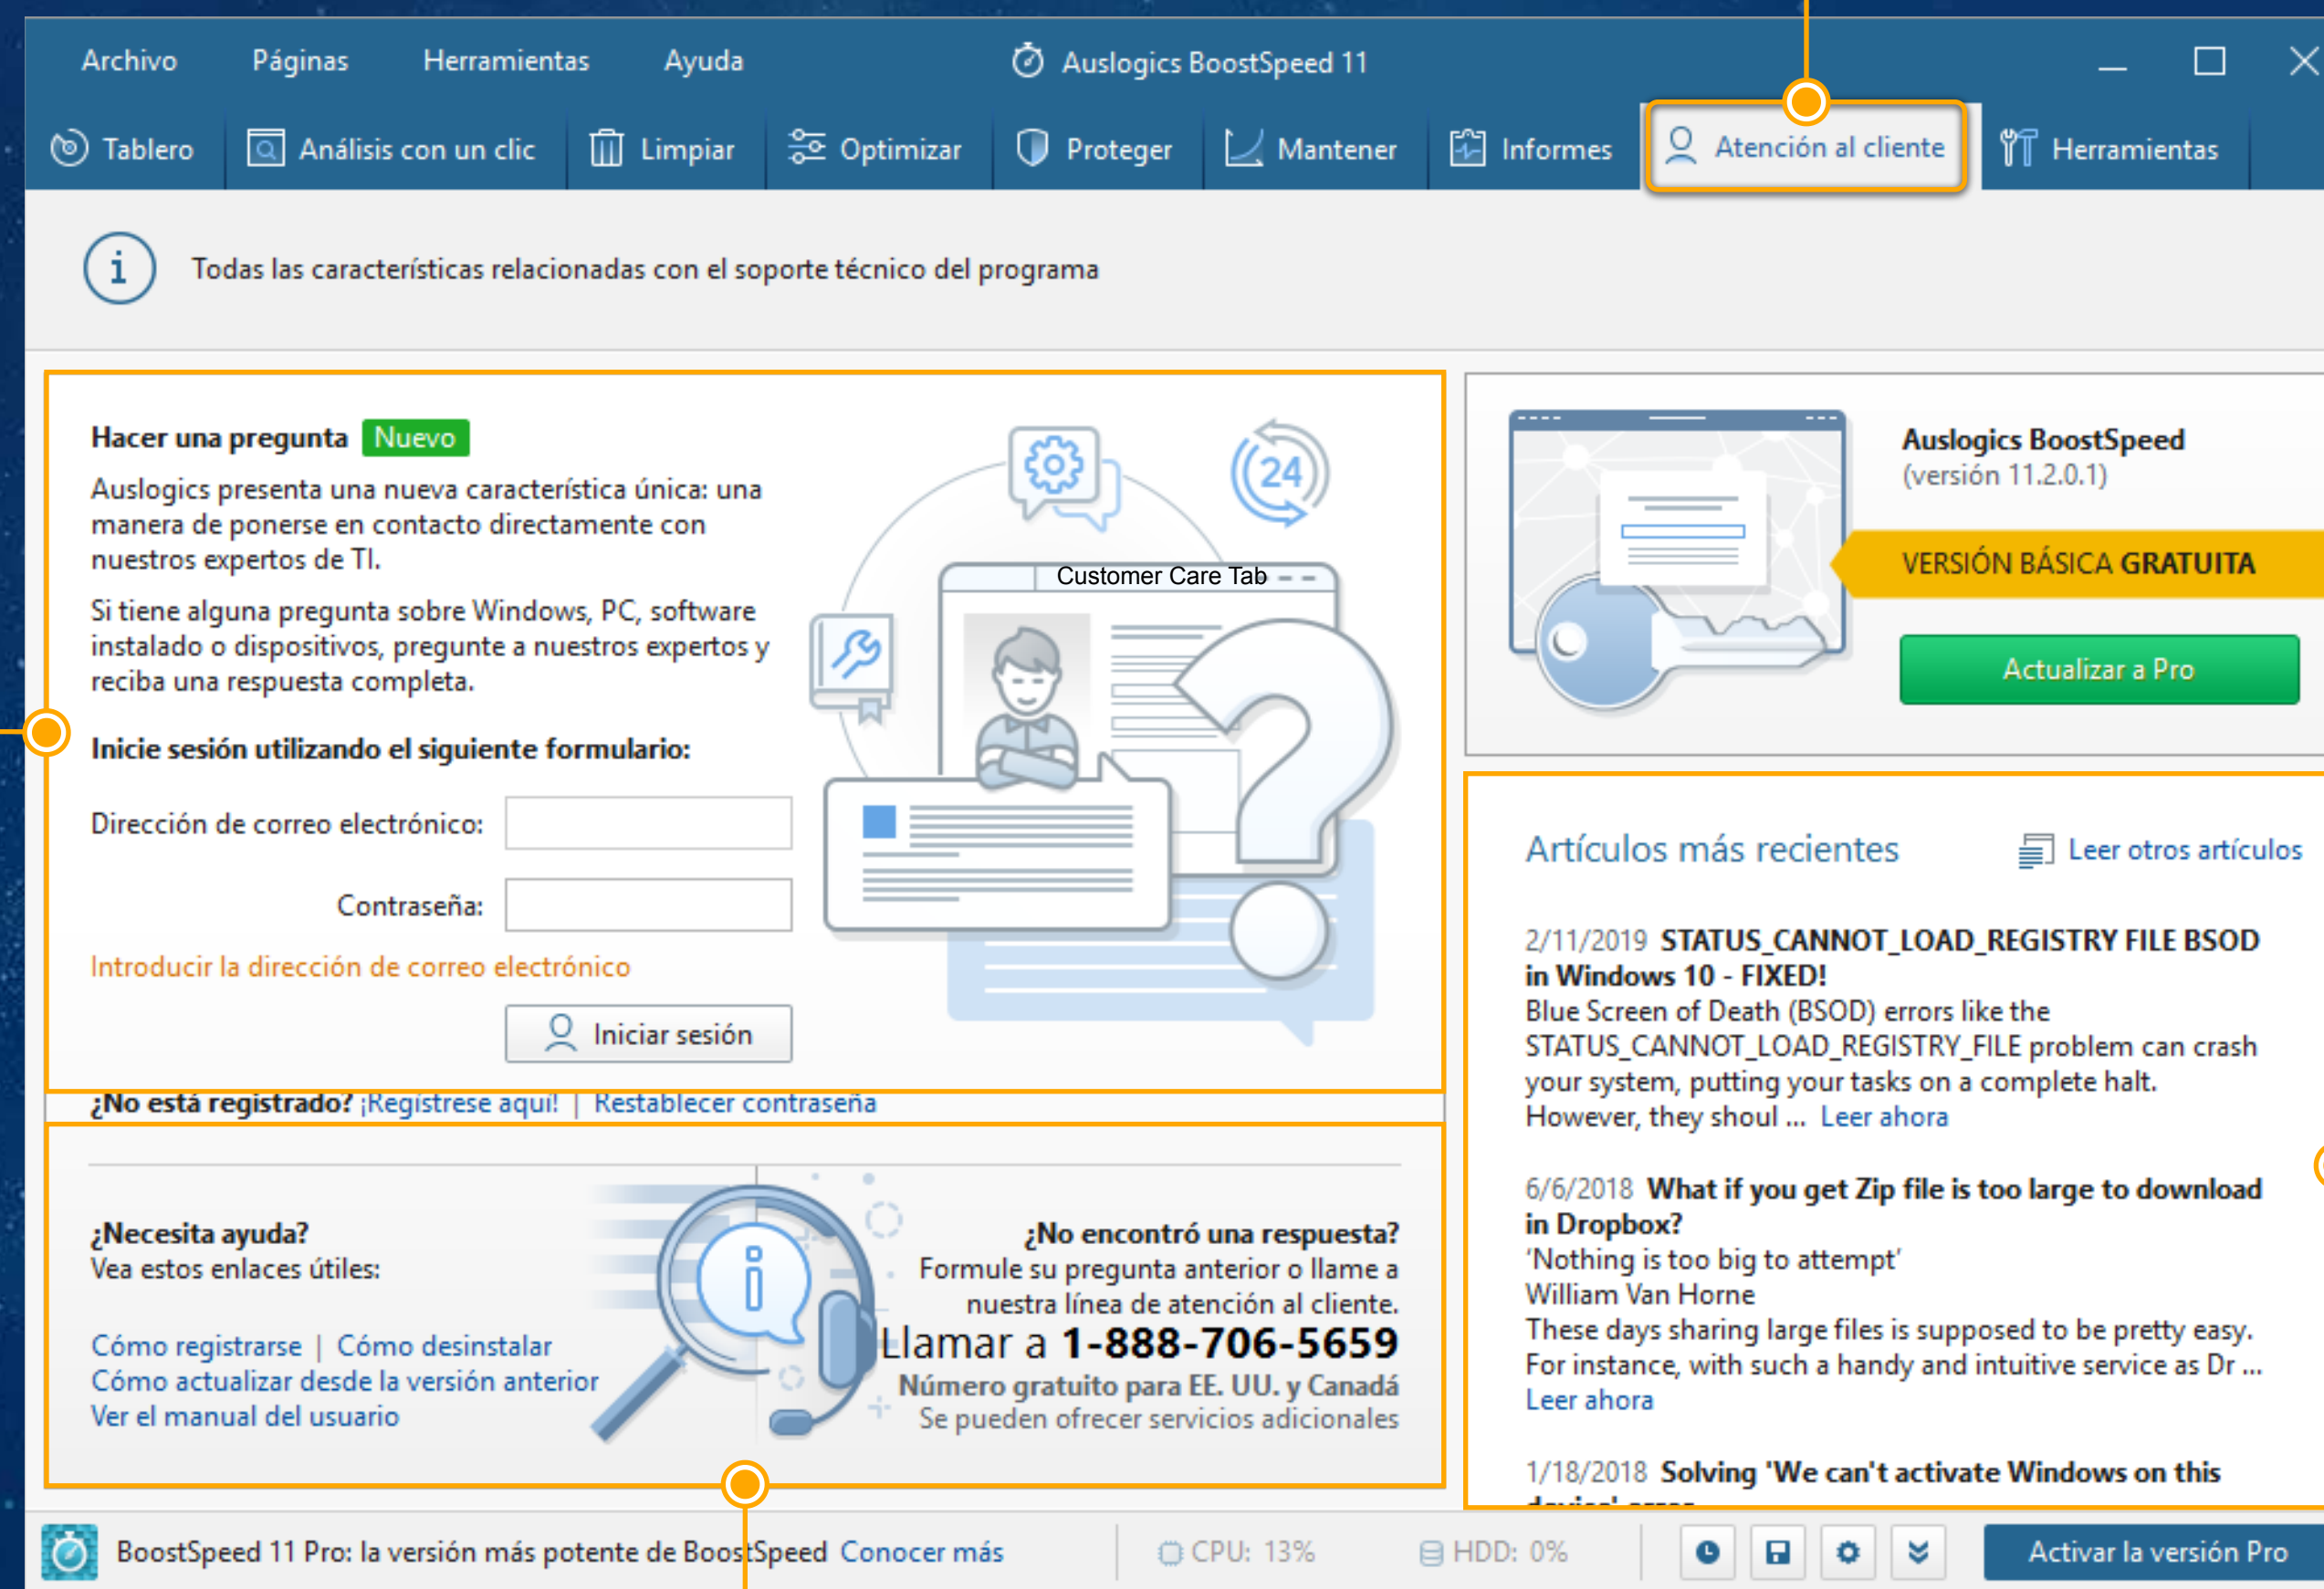 Archivo Páginas Herramientas Ayuda Auslogics BoostSpeed 11
Tablero Análisis con un clic Limpiar Optimizar Proteger Mantener Informes Atención al cliente Herramientas
Todas las características relacionadas con el soporte técnico del programa
Hacer una pregunta Nuevo
Auslogics presenta una nueva característica única: una
manera de ponerse en contacto directamente con
nuestros expertos de TI.
Si tiene alguna pregunta sobre Windows, PC, software
instalado o dispositivos, pregunte a nuestros expertos y
reciba una respuesta completa.
Inicie sesión utilizando el siguiente formulario:
Dirección de correo electrónico:
Contraseña:
Introducir la dirección de correo electrónico
Iniciar sesión
24
Customer Care Tab
¿No está registrado? ¡Regístrese aquí! | Restablecer contraseña
¿Necesita ayuda?
Vea estos enlaces útiles:
Cómo registrarse | Cómo desinstalar
Cómo actualizar desde la versión anterior
Ver el manual del usuario
¿No encontró una respuesta?
Formule su pregunta anterior o llame a
nuestra línea de atención al cliente.
Llamar a 1-888-706-5659
Número gratuito para EE. UU. y Canadá
Se pueden ofrecer servicios adicionales
Auslogics BoostSpeed
(versión 11.2.0.1)
VERSIÓN BÁSICA GRATUITA
Actualizar a Pro
Artículos más recientes Leer otros artículos
2/11/2019 STATUS_CANNOT_LOAD_REGISTRY FILE BSOD
in Windows 10 - FIXED!
Blue Screen of Death (BSOD) errors like the
STATUS_CANNOT_LOAD_REGISTRY_FILE problem can crash
your system, putting your tasks on a complete halt.
However, they shoul ... Leer ahora
6/6/2018 What if you get Zip file is too large to download
in Dropbox?
‘Nothing is too big to attempt’
William Van Horne
These days sharing large files is supposed to be pretty easy.
For instance, with such a handy and intuitive service as Dr ...
Leer ahora
1/18/2018 Solving 'We can't activate Windows on this
BoostSpeed 11 Pro: la versión más potente de BoostSpeed Conocer más CPU: 13% HDD: 0% Activar la versión Pro